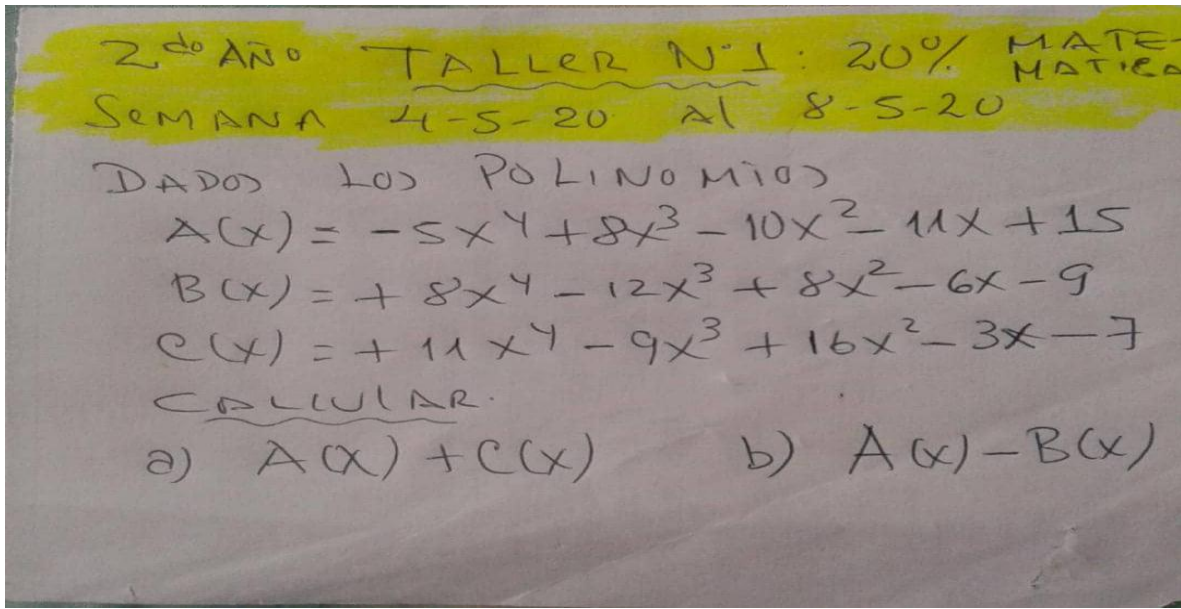 2do AÑO TALLER N°1: 20% MATE-
MATICA
SEMANA 4-5-20 Al 8-5-20
DADOS LOS POLINOMIOS
A(X) = -5x⁴ + 8x³ - 10x² - 11x + 15
B(X) = + 8x⁴ - 12x³ + 8x² - 6x - 9
C(X) = + 11x⁴ - 9x³ + 16x² - 3x - 7
CALCULAR.
a) A(X) + C(X) b) A(x) - B(x)